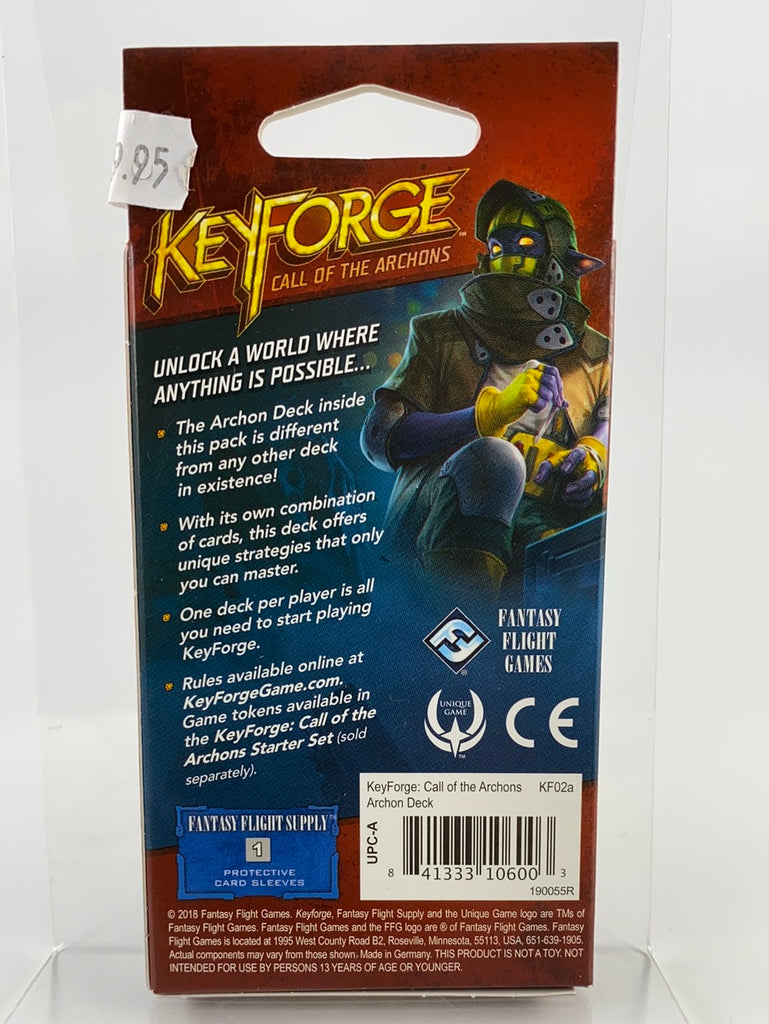 9.95
KEYFORGE™
CALL OF THE ARCHONS
UNLOCK A WORLD WHERE
ANYTHING IS POSSIBLE...
The Archon Deck inside
this pack is different
from any other deck
in existence!
With its own combination
of cards, this deck offers
unique strategies that only
you can master.
One deck per player is all
you need to start playing
KeyForge.
Rules available online at
KeyForgeGame.com.
Game tokens available in
the KeyForge: Call of the
Archons Starter Set (sold
separately).
FANTASY
FLIGHT
GAMES
®
UNIQUE
GAME
™
CE
FANTASY FLIGHT SUPPLY™
1
PROTECTIVE
CARD SLEEVES
KeyForge: Call of the Archons KF02a
Archon Deck
UPC-A
8 41333 10600 3
190055R
© 2018 Fantasy Flight Games. Keyforge, Fantasy Flight Supply and the Unique Game logo are TMs of
Fantasy Flight Games. Fantasy Flight Games and the FFG logo are ® of Fantasy Flight Games. Fantasy
Flight Games is located at 1995 West County Road B2, Roseville, Minnesota, 55113, USA, 651-639-1905.
Actual components may vary from those shown. Made in Germany. THIS PRODUCT IS NOT A TOY. NOT
INTENDED FOR USE BY PERSONS 13 YEARS OF AGE OR YOUNGER.